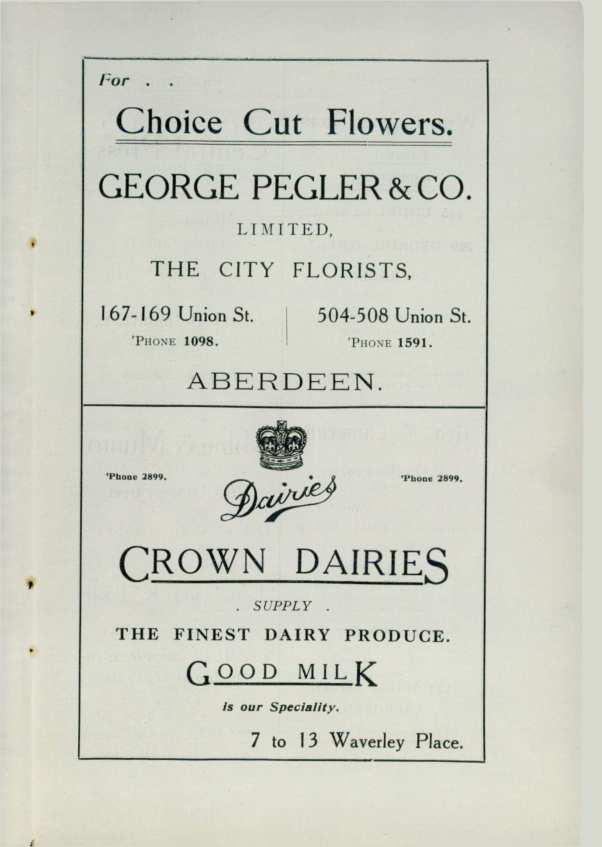 For . .
Choice Cut Flowers.
GEORGE PEGLER & CO.
LIMITED,
THE CITY FLORISTS,
167-169 Union St. 504-508 Union St.
'PHONE 1098. 'PHONE 1591.
ABERDEEN.
'Phone 2899. 'Phone 2899.
Dairies
CROWN DAIRIES
. SUPPLY .
THE FINEST DAIRY PRODUCE.
GOOD MILK
is our Speciality.
7 to 13 Waverley Place.